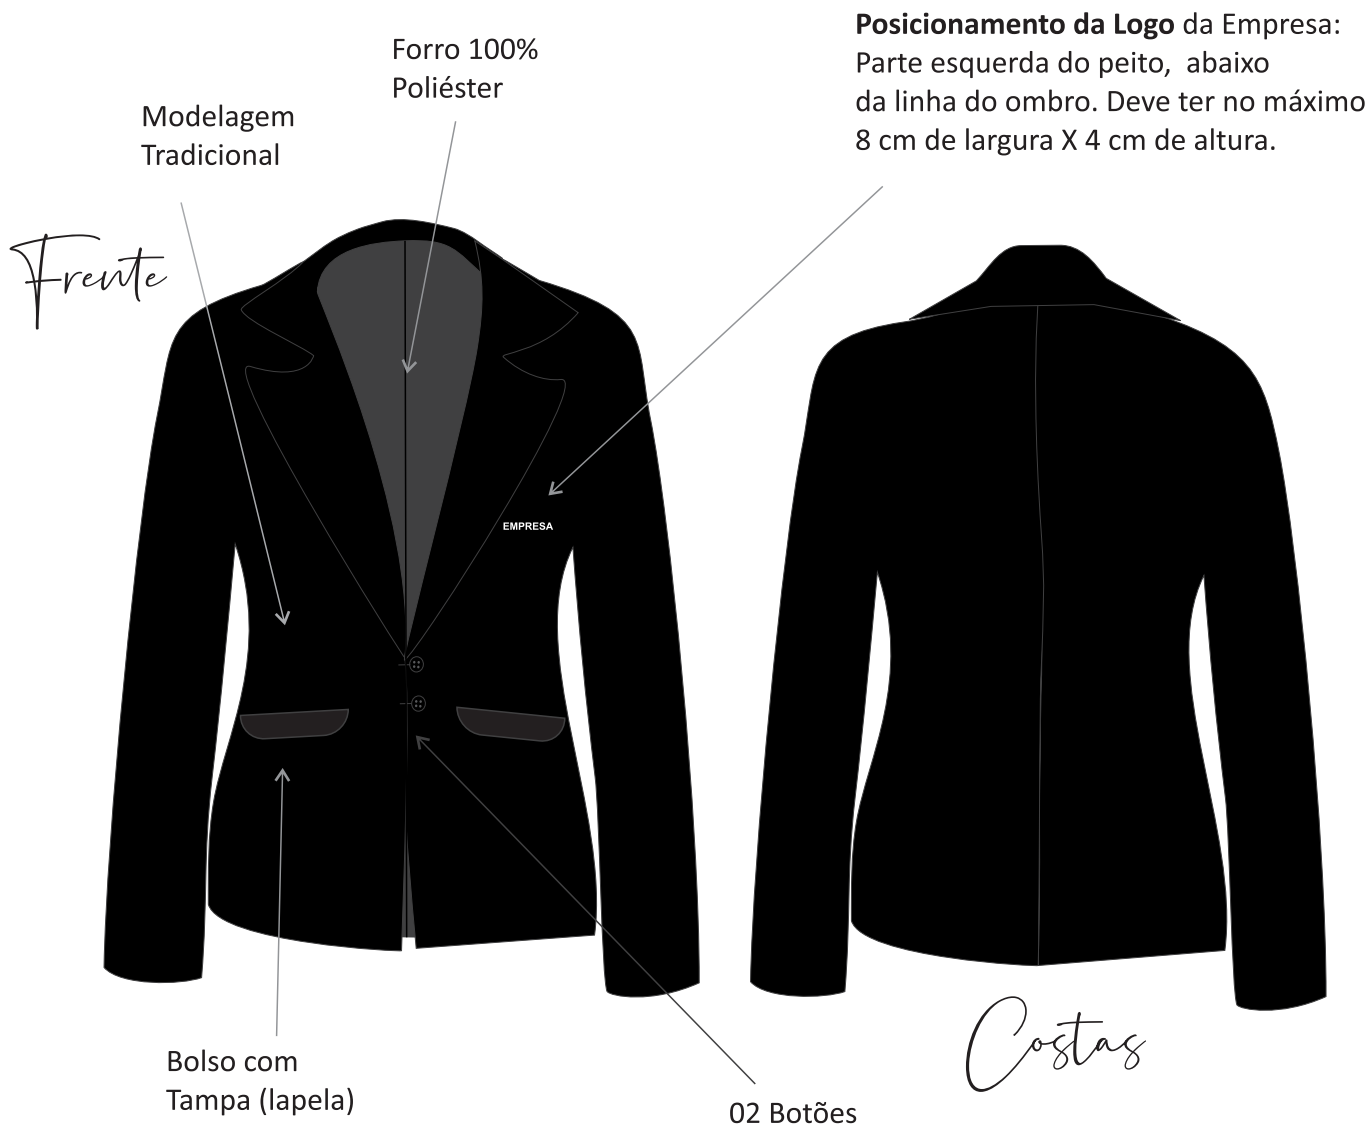 Posicionamento da Logo da Empresa:
Parte esquerda do peito, abaixo
da linha do ombro. Deve ter no máximo
8 cm de largura X 4 cm de altura.
Forro 100%
Poliéster
Modelagem
Tradicional
Frente
EMPRESA
Costas
Bolso com
Tampa (lapela)
02 Botões